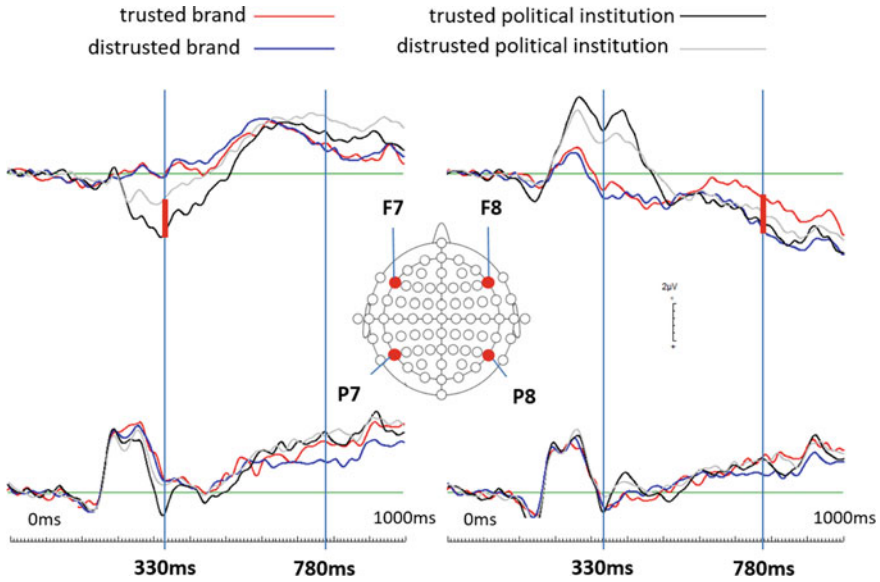 trusted brand
trusted political institution
distrusted brand
distrusted political institution
F7
F8
2µV
-
+
P7
P8
0ms
1000ms
0ms
1000ms
330ms
780ms
330ms
780ms